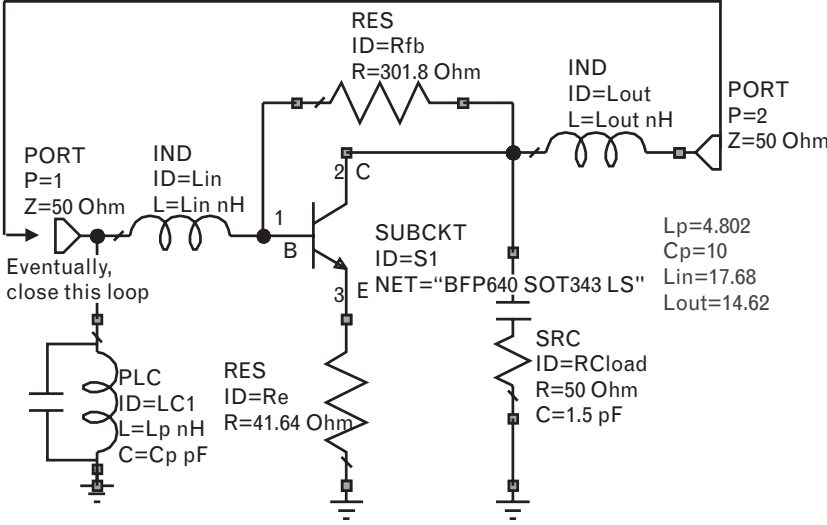 RES
ID=Rfb
R=301.8 Ohm
IND
ID=Lout
L=Lout nH
PORT
P=2
Z=50 Ohm
PORT
P=1
Z=50 Ohm
IND
ID=Lin
L=Lin nH
2 C
1
B
3 E
SUBCKT
ID=S1
NET=“BFP640 SOT343 LS"
Lp=4.802
Cp=10
Lin=17.68
Lout=14.62
Eventually,
close this loop
PLC
ID=LC1
L=Lp nH
C=Cp pF
RES
ID=Re
R=41.64 Ohm
SRC
ID=RCload
R=50 Ohm
C=1.5 pF